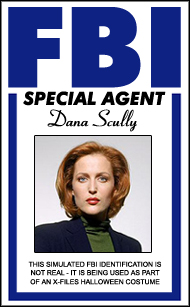 FBI
SPECIAL AGENT
Dana Scully
THIS SIMULATED FBI IDENTIFICATION IS
NOT REAL - IT IS BEING USED AS PART
OF AN X-FILES HALLOWEEN COSTUME